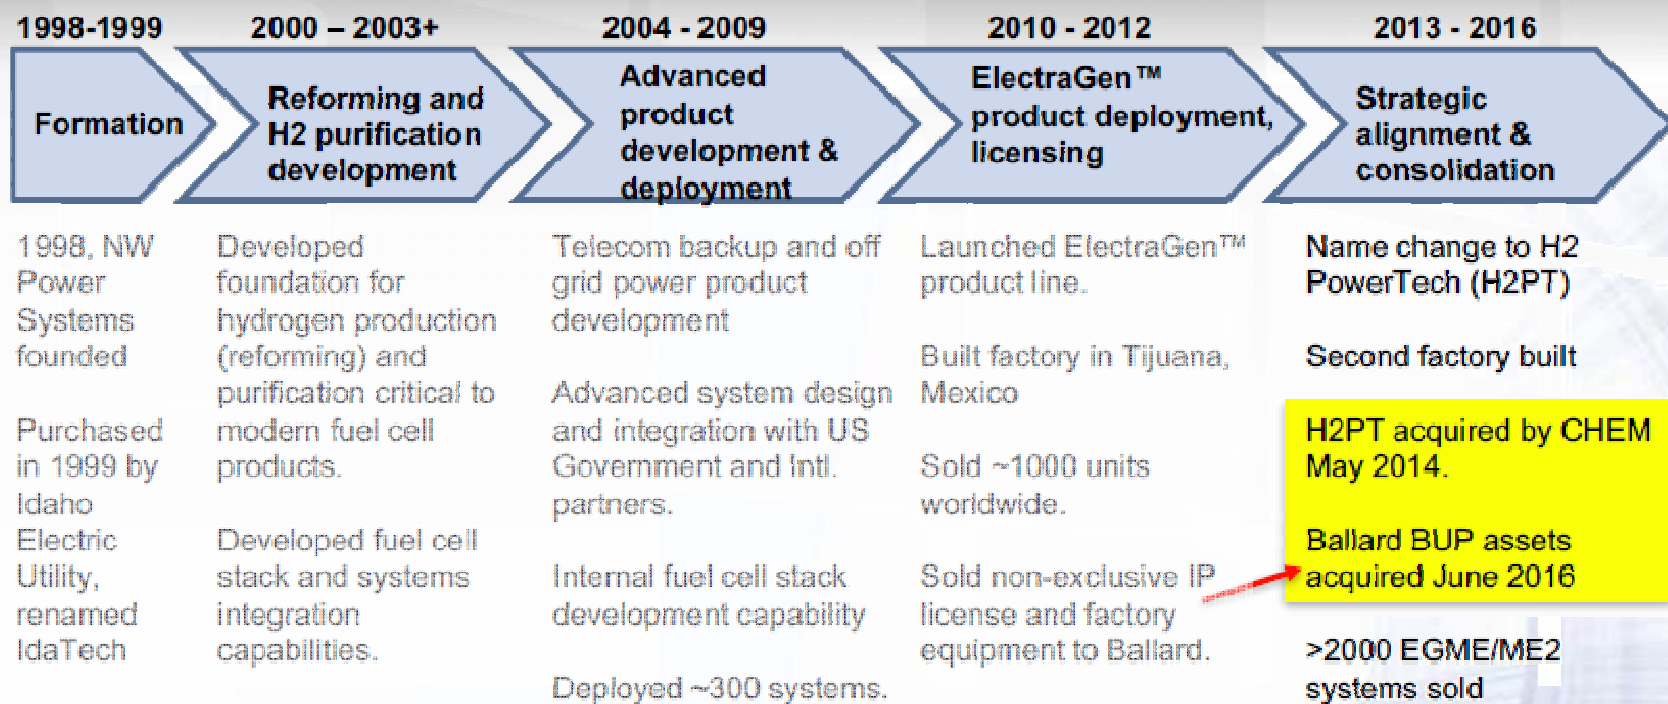 1998-1999
Formation
1998, NW
Power
Systems
founded
Purchased
in 1999 by
Idaho
Electric
Utility,
renamed
IdaTech
2000 – 2003+
Reforming and
H2 purification
development
Developed
foundation for
hydrogen production
(reforming) and
purification critical to
modern fuel cell
products.
Developed fuel cell
stack and systems
integration
capabilities.
2004 - 2009
Advanced
product
development &
deployment
Telecom backup and off
grid power product
development
Advanced system design
and integration with US
Government and Intl.
partners.
Internal fuel cell stack
development capability
Deployed ~300 systems.
2010 - 2012
ElectraGen™
product deployment,
licensing
Launched ElectraGen™
product line.
Built factory in Tijuana,
Mexico
Sold ~1000 units
worldwide.
Sold non-exclusive IP
license and factory
equipment to Ballard.
2013 - 2016
Strategic
alignment &
consolidation
Name change to H2
PowerTech (H2PT)
Second factory built
H2PT acquired by CHEM
May 2014.
Ballard BUP assets
acquired June 2016
>2000 EGME/ME2
systems sold